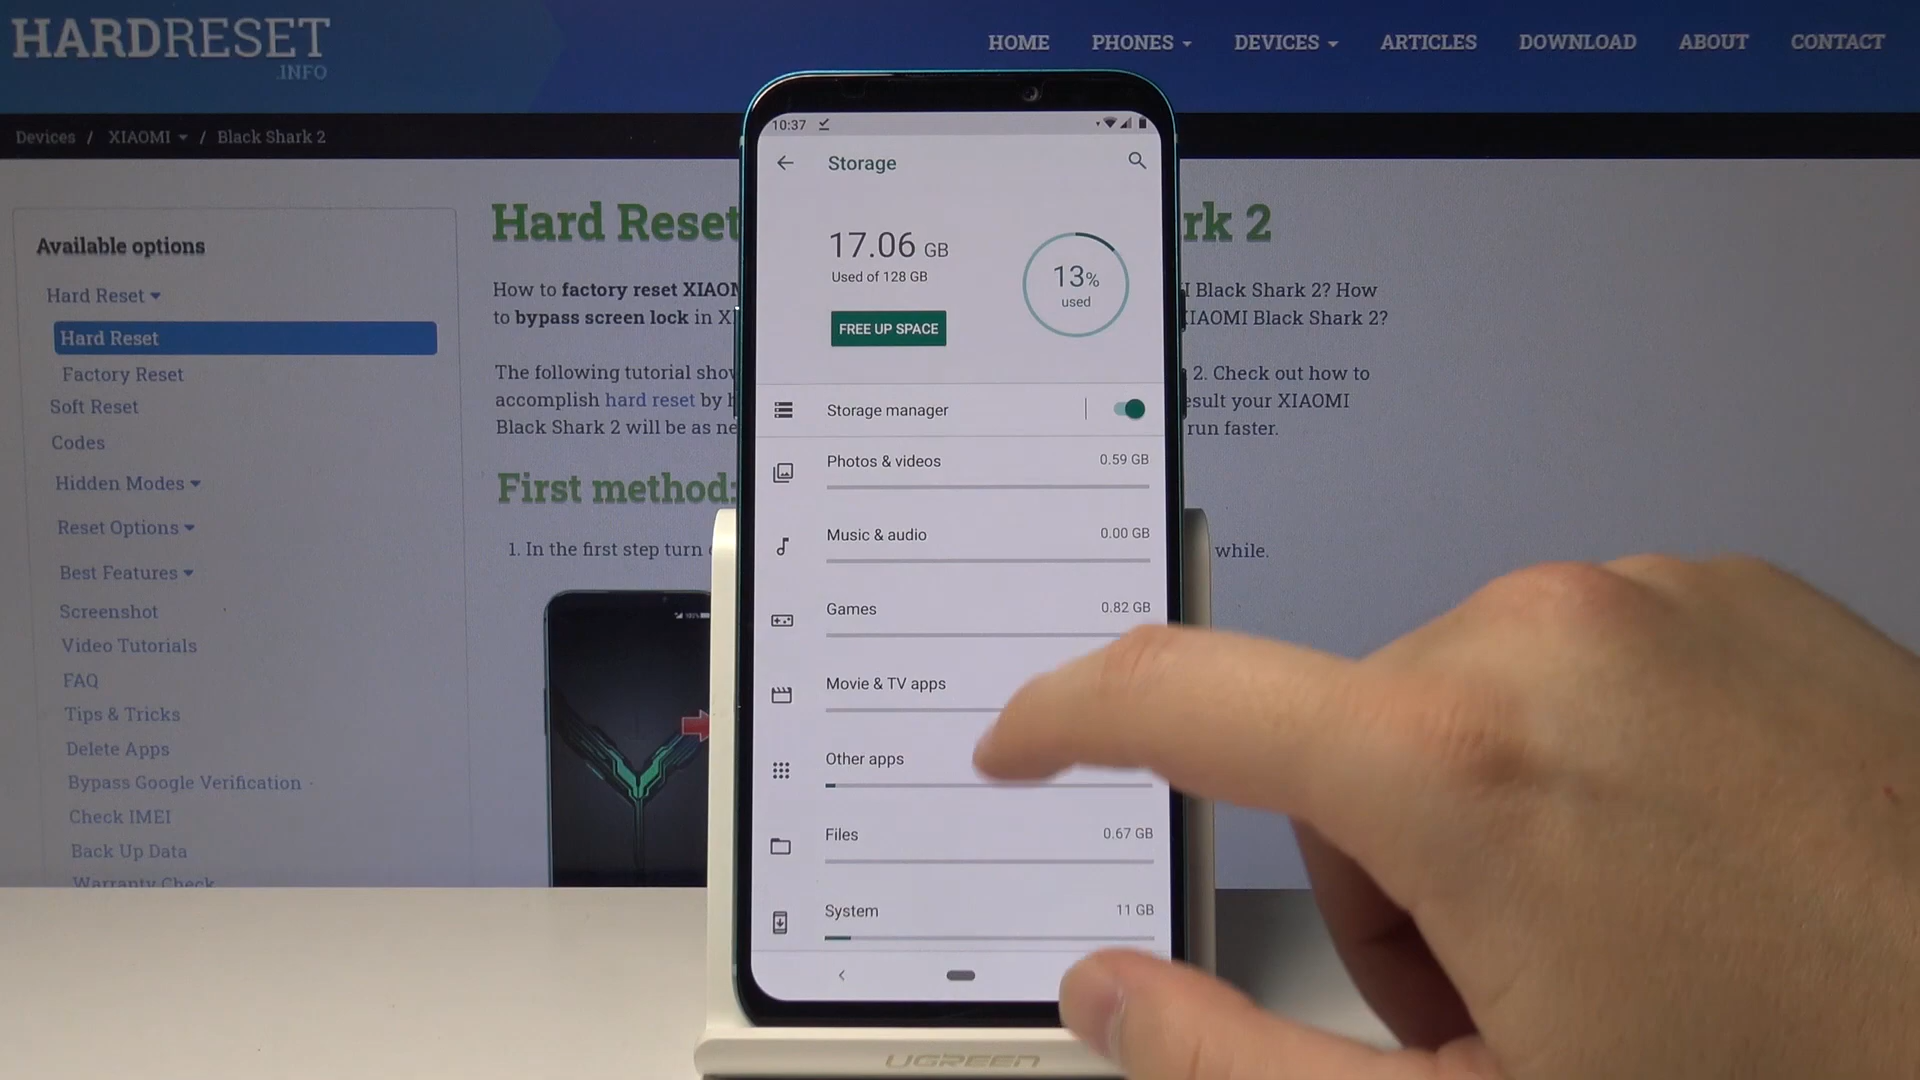 HARDRESET
.INFO
HOME PHONES DEVICES ARTICLES DOWNLOAD ABOUT CONTACT
Devices / XIAOMI / Black Shark 2
Available options
Hard Reset
Hard Reset
Factory Reset
Soft Reset
Codes
Hidden Modes
Reset Options
Best Features
Screenshot
Video Tutorials
FAQ
Tips & Tricks
Delete Apps
Bypass Google Verification
Check IMEI
Back Up Data
Warranty Check
Hard Reset rk 2
How to factory reset XIAOM I Black Shark 2? How
to bypass screen lock in X IAOMI Black Shark 2?
The following tutorial show 2. Check out how to
accomplish hard reset by h esult your XIAOMI
Black Shark 2 will be as ne run faster.
First method:
1. In the first step turn while.
10:37
Storage
17.06 GB
Used of 128 GB
13%
used
FREE UP SPACE
Storage manager
Photos & videos 0.59 GB
Music & audio 0.00 GB
Games 0.82 GB
Movie & TV apps
Other apps
Files 0.67 GB
System 11 GB
UGREEN